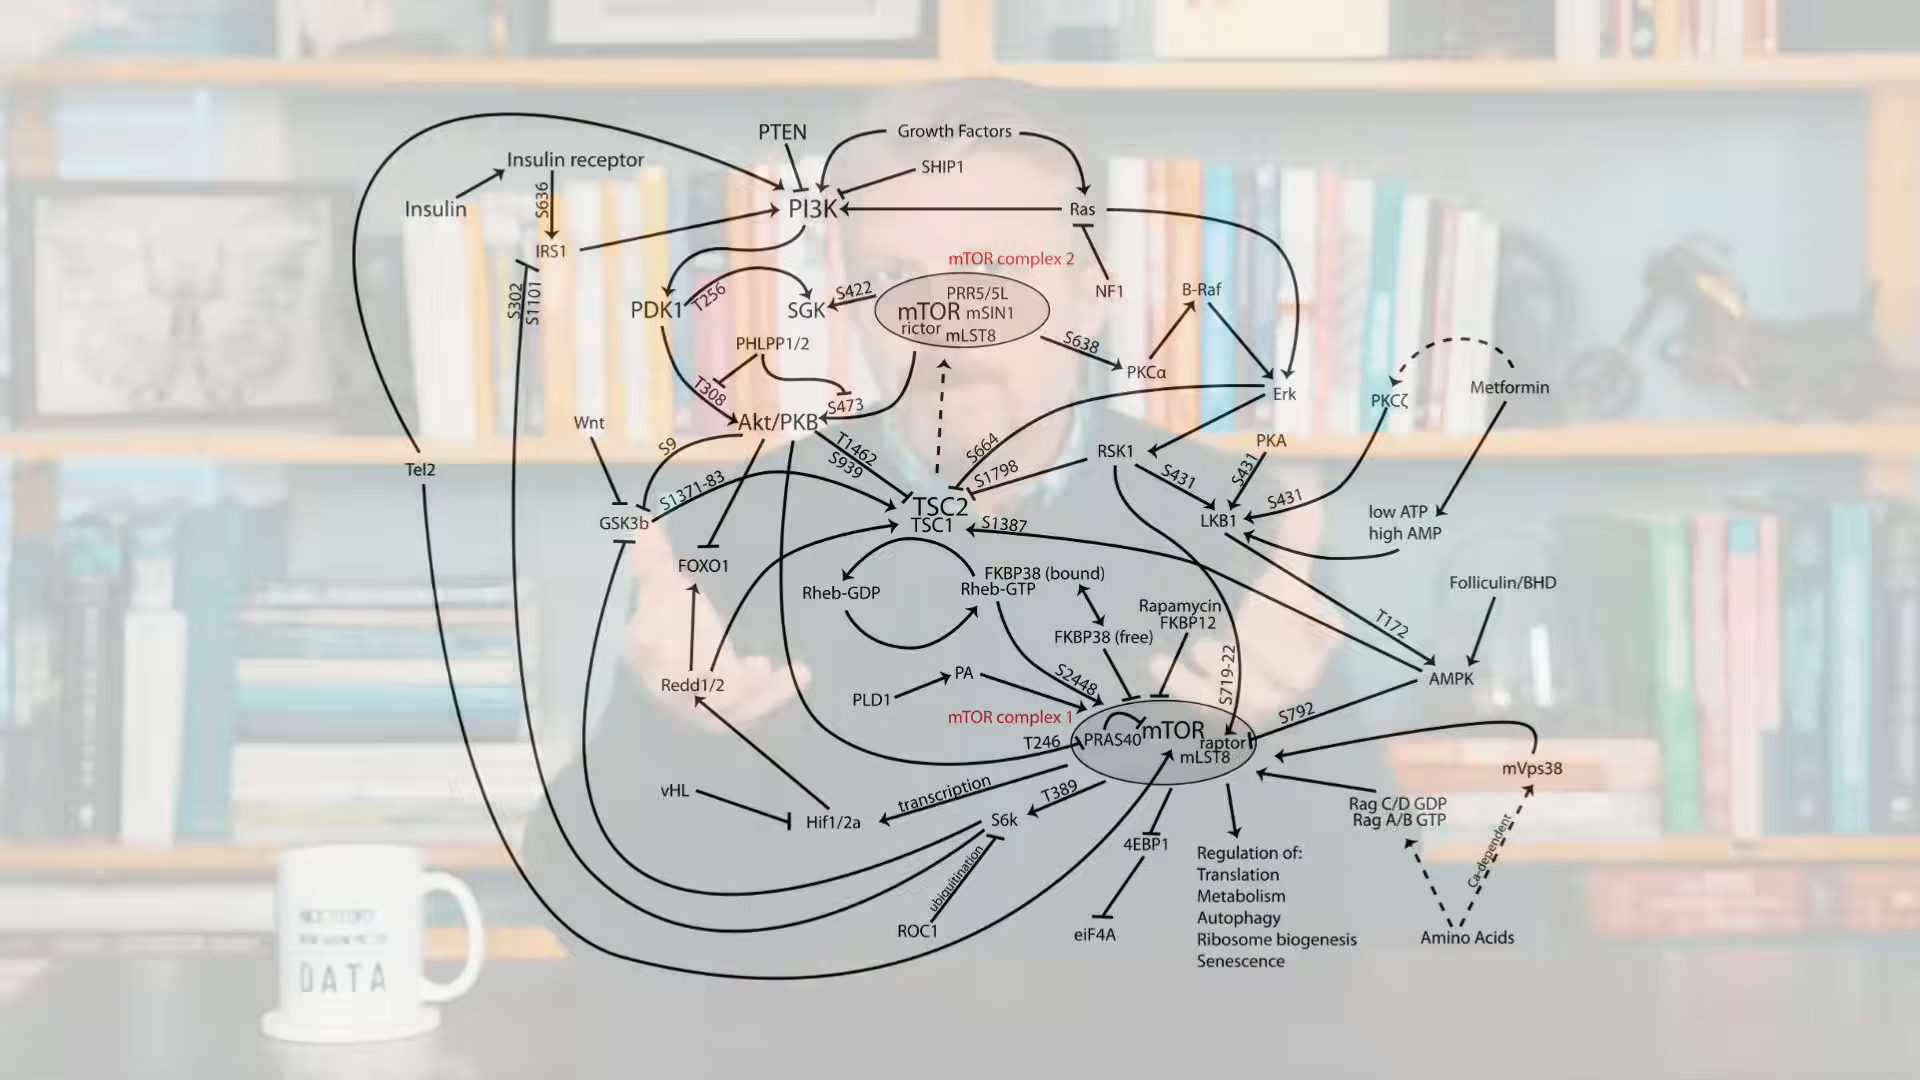 PTEN
Growth Factors
Insulin receptor
SHIP1
S636
Insulin
PI3K
Ras
IRS1
mTOR complex 2
S302
S1101
PDK1
T256
SGK
S422
PRR5/5L
mTOR mSIN1
rictor mLST8
NF1
B-Raf
PHLPP1/2
S638
PKCα
T308
S473
Erk
PKCζ
Metformin
Wnt
Akt/PKB
S9
T1462
S939
S664
S1798
RSK1
PKA
S431
S431
S431
Tel2
S1371-83
GSK3b
TSC2
TSC1
S1387
LKB1
low ATP
high AMP
FOXO1
Rheb-GDP
FKBP38 (bound)
Rheb-GTP
Folliculin/BHD
Rapamycin
FKBP12
FKBP38 (free)
T172
Redd1/2
PLD1
PA
S2448
S719-22
AMPK
mTOR complex 1
T246
PRAS40
mTOR
raptor
mLST8
S792
mVps38
vHL
Hif1/2a
transcription
T389
S6k
Rag C/D GDP
Rag A/B GTP
4EBP1
ubiquitination
ROC1
eiF4A
Regulation of:
Translation
Metabolism
Autophagy
Ribosome biogenesis
Senescence
Ca-dependent
Amino Acids
DATA